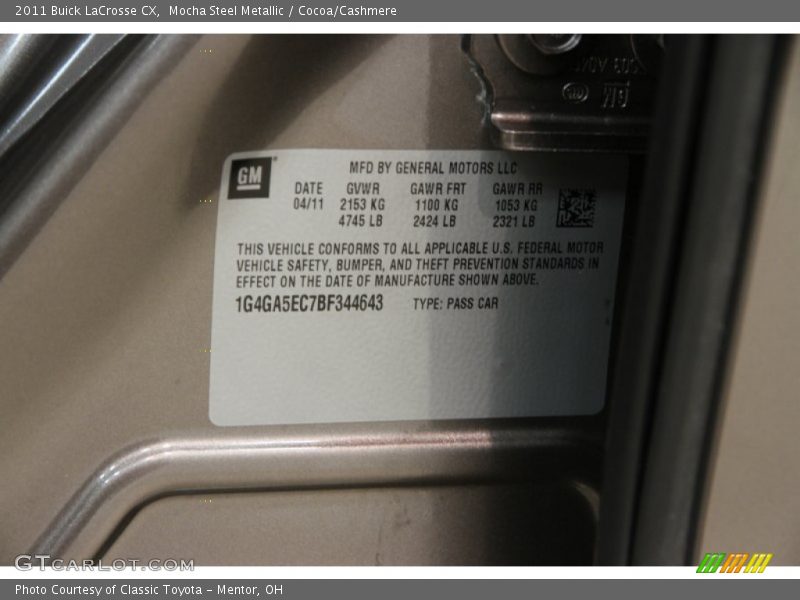 2011 Buick LaCrosse CX, Mocha Steel Metallic / Cocoa/Cashmere
GM
MFD BY GENERAL MOTORS LLC
DATE GVWR GAWR FRT GAWR RR
04/11 2153 KG 1100 KG 1053 KG
4745 LB 2424 LB 2321 LB
THIS VEHICLE CONFORMS TO ALL APPLICABLE U.S. FEDERAL MOTOR
VEHICLE SAFETY, BUMPER, AND THEFT PREVENTION STANDARDS IN
EFFECT ON THE DATE OF MANUFACTURE SHOWN ABOVE.
1G4GA5EC7BF344643 TYPE: PASS CAR
GTCARLOT.COM
Photo Courtesy of Classic Toyota - Mentor, OH